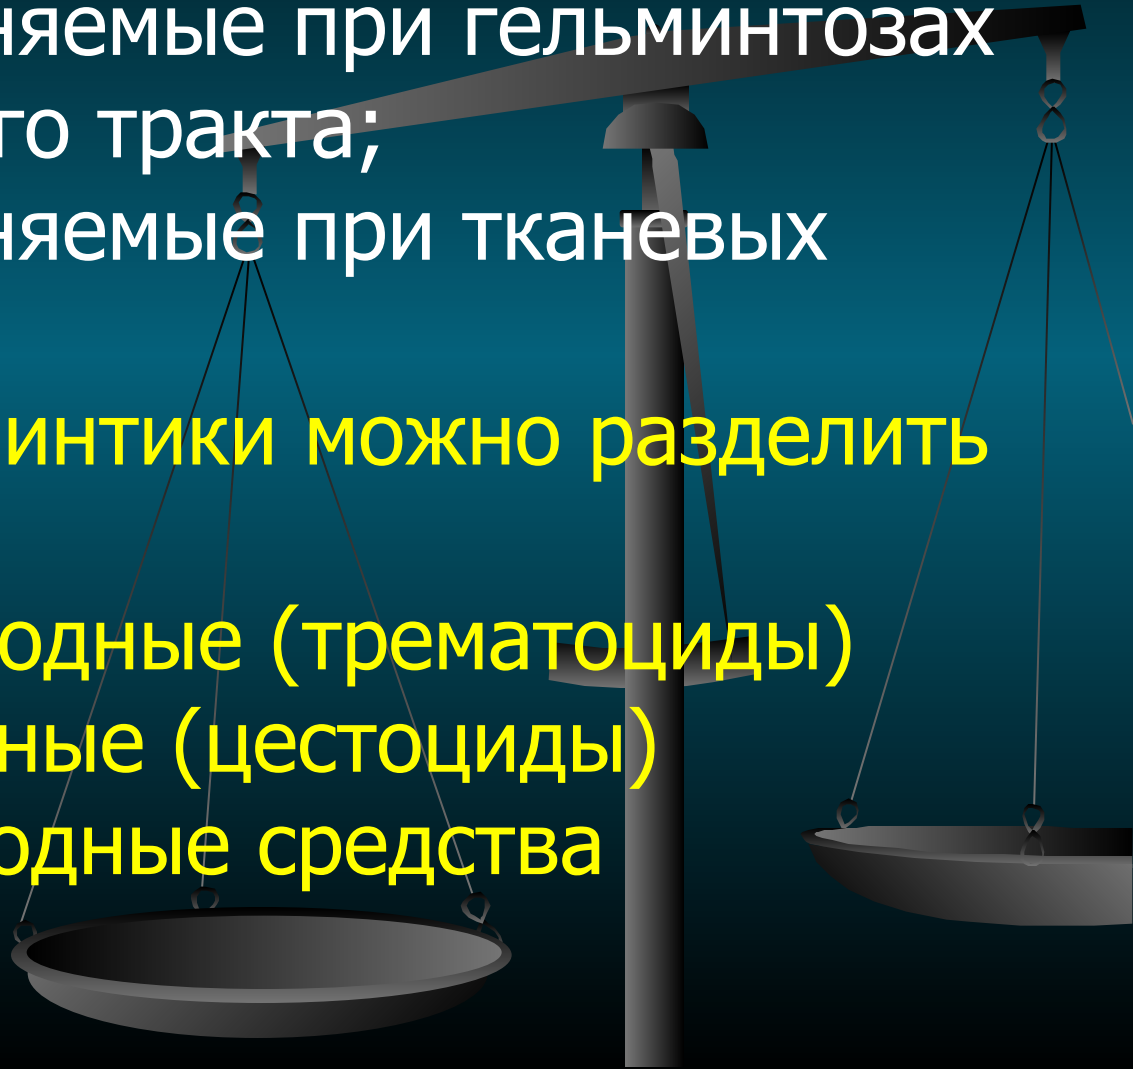 няемые при гельминтозах
го тракта;
няемые при тканевых
интики можно разделить
одные (трематоциды)
ные (цестоциды)
одные средства